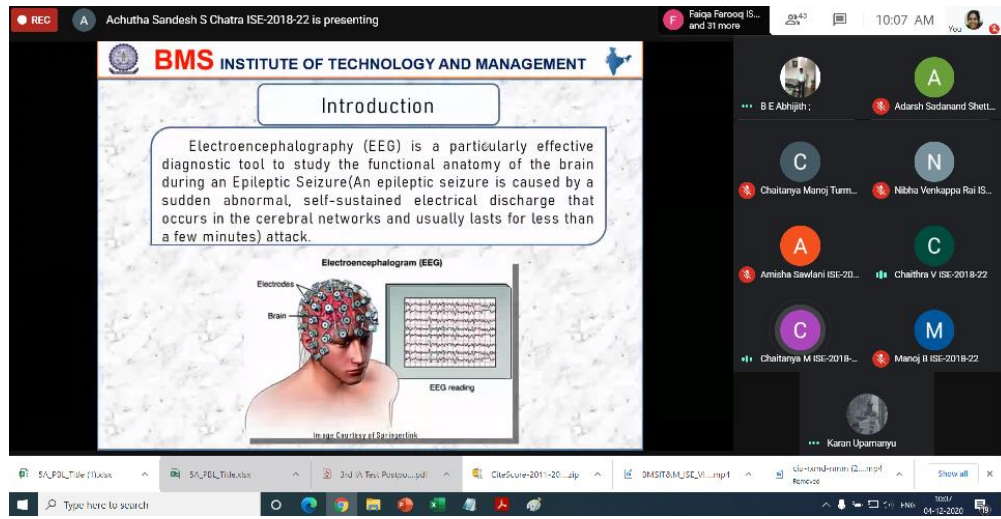 REC
A
Achutha Sandesh S Chatra ISE-2018-22 is presenting
F
Faiqa Farooq IS...
and 31 more
43
10:07 AM
You
BMS INSTITUTE OF TECHNOLOGY AND MANAGEMENT
Introduction
Electroencephalography (EEG) is a particularly effective
diagnostic tool to study the functional anatomy of the brain
during an Epileptic Seizure(An epileptic seizure is caused by a
sudden abnormal, self-sustained electrical discharge that
occurs in the cerebral networks and usually lasts for less than
a few minutes) attack.
Electroencephalogram (EEG)
Electrodes
Brain
EEG reading
Image Courtesy of Springerlink
B E Abhijith ;
A
Adarsh Sadanand Shett...
C
Chaitanya Manoj Turm...
N
Nibha Venkappa Rai IS...
A
Amisha Sawlani ISE-20...
C
Chaithra V ISE-2018-22
C
Chaitanya M ISE-2018-...
M
Manoj B ISE-2018-22
Karan Upamanyu
SA_PBL_Title (1).xlsx
SA_PBL_Title.xlsx
3rd IA Test Postpo....pdf
CiteScore-2011-20....zip
BMSIT&M_ISE_VI....mp4
Removed
Show all
Type here to search
ENG
10:07
04-12-2020